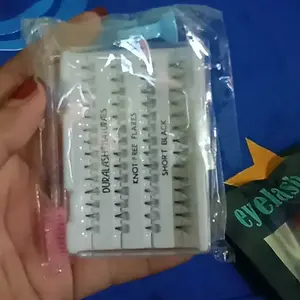 DURALASH NATURALS
KNOT-FREE FLARES
SHORT BLACK
eyelash